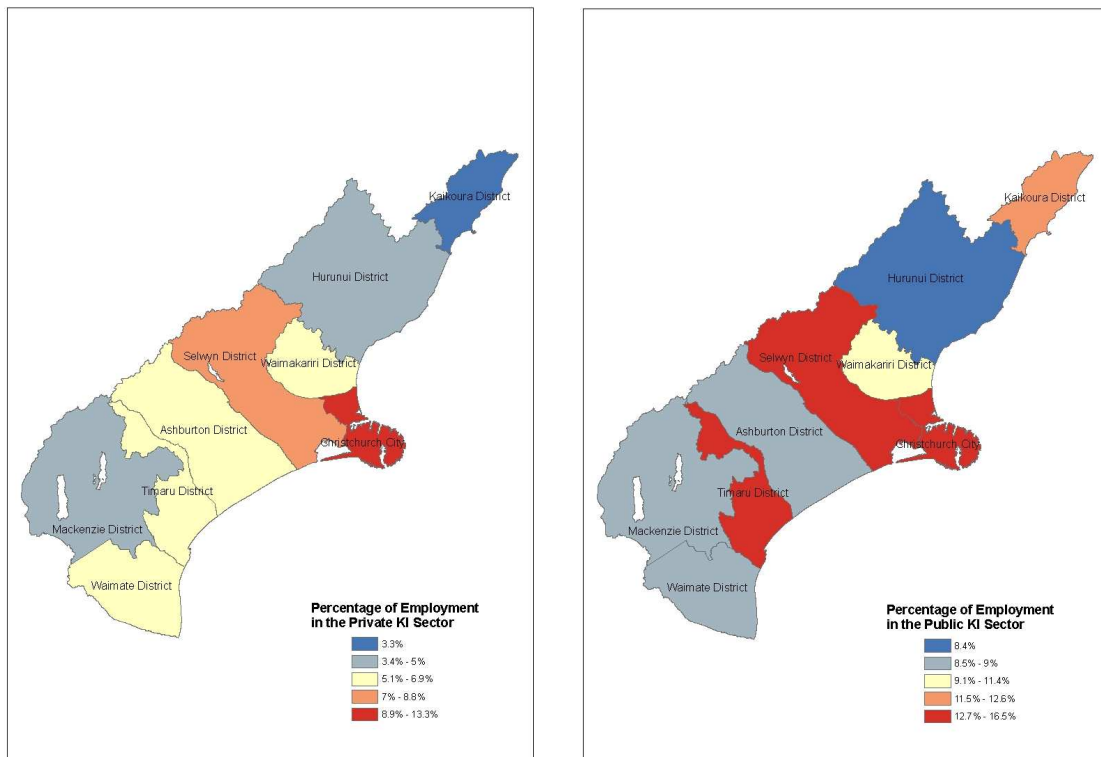 Kaikoura District
Hurunui District
Selwyn District
Waimakariri District
Christchurch City
Ashburton District
Timaru District
Mackenzie District
Waimate District
Percentage of Employment
in the Private KI Sector
3.3%
3.4% - 5%
5.1% - 6.9%
7% - 8.8%
8.9% - 13.3%
Kaikoura District
Hurunui District
Selwyn District
Waimakariri District
Christchurch City
Ashburton District
Timaru District
Mackenzie District
Waimate District
Percentage of Employment
in the Public KI Sector
8.4%
8.5% - 9%
9.1% - 11.4%
11.5% - 12.6%
12.7% - 16.5%